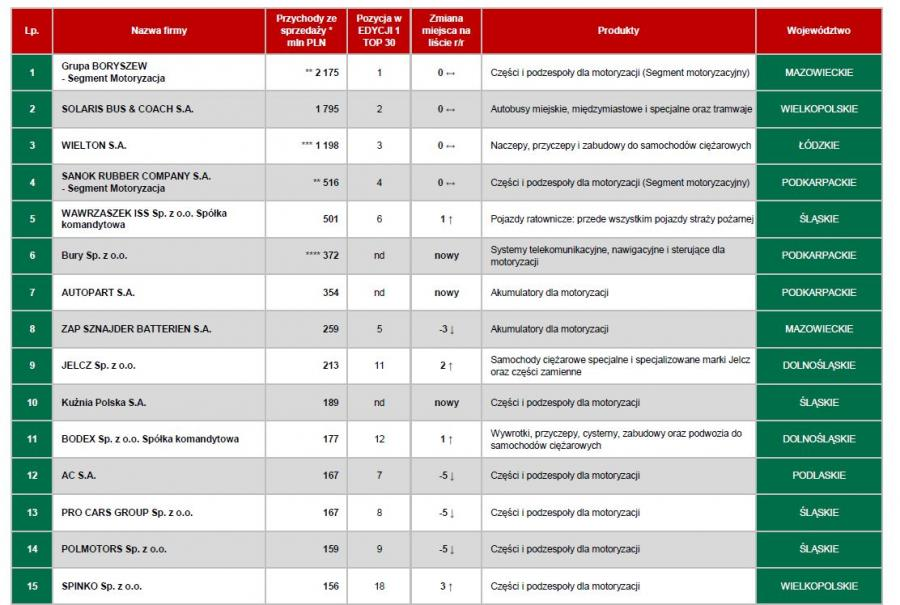 Lp. Nazwa firmy Przychody ze sprzedaży * mln PLN Pozycja w EDYCJI 1 TOP 30 Zmiana miejsca na liście r/r Produkty Województwo
1 Grupa BORYSZEW - Segment Motoryzacja ** 2 175 1 0 ↔ Części i podzespoły dla motoryzacji (Segment motoryzacyjny) MAZOWIECKIE
2 SOLARIS BUS & COACH S.A. 1 795 2 0 ↔ Autobusy miejskie, międzymiastowe i specjalne oraz tramwaje WIELKOPOLSKIE
3 WIELTON S.A. *** 1 198 3 0 ↔ Naczepy, przyczepy i zabudowy do samochodów ciężarowych ŁÓDZKIE
4 SANOK RUBBER COMPANY S.A. - Segment Motoryzacja ** 516 4 0 ↔ Części i podzespoły dla motoryzacji (Segment motoryzacyjny) PODKARPACKIE
5 WAWRZASZEK ISS Sp. z o.o. Spółka komandytowa 501 6 1 ↑ Pojazdy ratownicze: przede wszystkim pojazdy straży pożarnej ŚLĄSKIE
6 Bury Sp. z o.o. **** 372 nd nowy Systemy telekomunikacyjne, nawigacyjne i sterujące dla motoryzacji PODKARPACKIE
7 AUTOPART S.A. 354 nd nowy Akumulatory dla motoryzacji PODKARPACKIE
8 ZAP SZNAJDER BATTERIEN S.A. 259 5 -3 ↓ Akumulatory dla motoryzacji MAZOWIECKIE
9 JELCZ Sp. z o.o. 213 11 2 ↑ Samochody ciężarowe specjalne i specjalizowane marki Jelcz oraz części zamienne DOLNOŚLĄSKIE
10 Kuźnia Polska S.A. 189 nd nowy Części i podzespoły dla motoryzacji ŚLĄSKIE
11 BODEX Sp. z o.o. Spółka komandytowa 177 12 1 ↑ Wywrotki, przyczepy, cysterny, zabudowy oraz podwozia do samochodów ciężarowych DOLNOŚLĄSKIE
12 AC S.A. 167 7 -5 ↓ Części i podzespoły dla motoryzacji PODLASKIE
13 PRO CARS GROUP Sp. z o.o. 167 8 -5 ↓ Części i podzespoły dla motoryzacji ŚLĄSKIE
14 POLMOTORS Sp. z o.o. 159 9 -5 ↓ Części i podzespoły dla motoryzacji ŚLĄSKIE
15 SPINKO Sp. z o.o. 156 18 3 ↑ Części i podzespoły dla motoryzacji WIELKOPOLSKIE